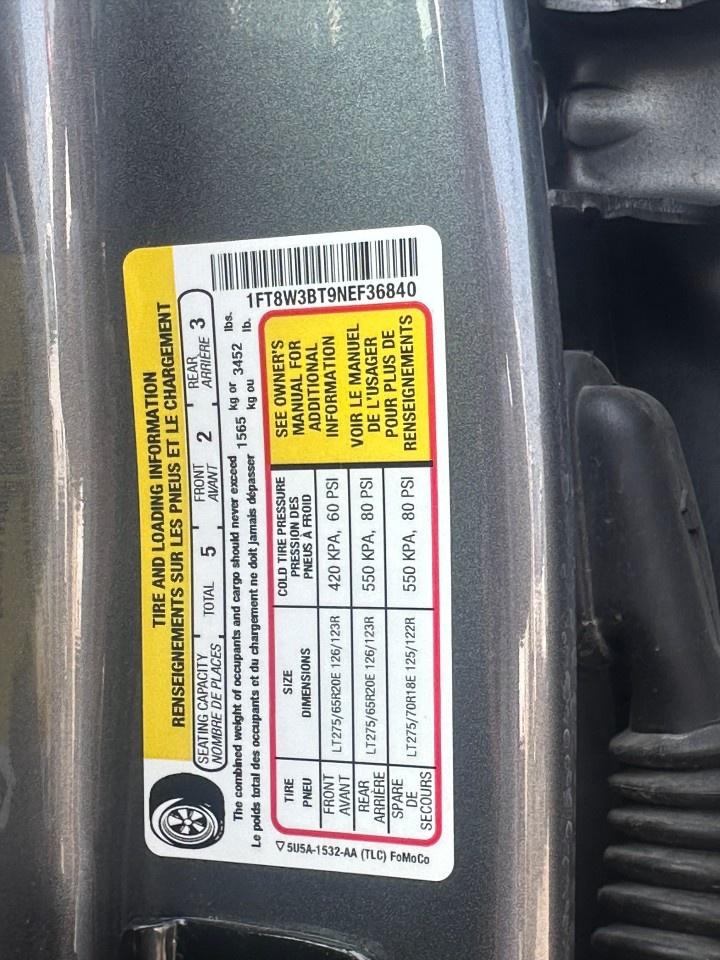 TIRE AND LOADING INFORMATION
RENSEIGNEMENTS SUR LES PNEUS ET LE CHARGEMENT
SEATING CAPACITY
NOMBRE DE PLACES
TOTAL 5
FRONT
AVANT
2
REAR
ARRIÈRE
3
The combined weight of occupants and cargo should never exceed 1565 kg or 3452 lbs.
Le poids total des occupants et du chargement ne doit jamais dépasser kg ou lb.
TIRE
PNEU
SIZE
DIMENSIONS
COLD TIRE PRESSURE
PRESSION DES
PNEUS À FROID
FRONT
AVANT
LT275/65R20E 126/123R
420 KPA, 60 PSI
REAR
ARRIÈRE
LT275/65R20E 126/123R
550 KPA, 80 PSI
SPARE
DE
SECOURS
LT275/70R18E 125/122R
550 KPA, 80 PSI
SEE OWNER'S
MANUAL FOR
ADDITIONAL
INFORMATION
VOIR LE MANUEL
DE L'USAGER
POUR PLUS DE
RENSEIGNEMENTS
1FT8W3BT9NEF36840
▽ 5U5A-1532-AA (TLC) FoMoCo